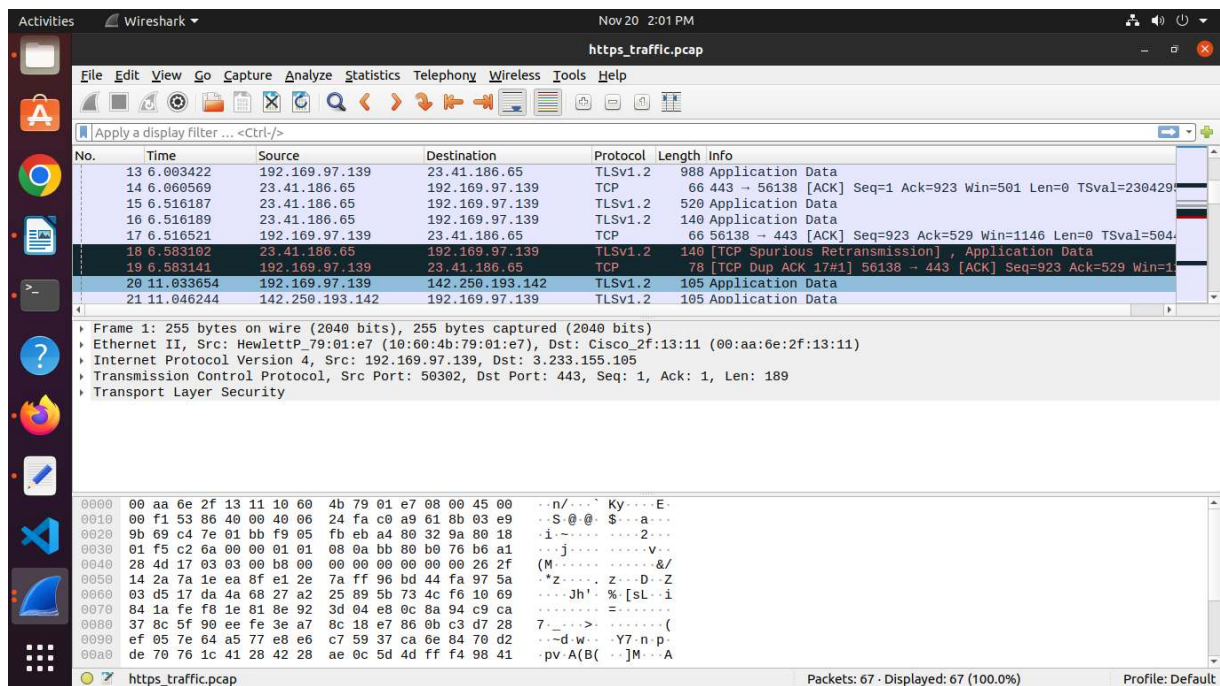 Activities Wireshark Nov 20 2:01 PM
https_traffic.pcap
File Edit View Go Capture Analyze Statistics Telephony Wireless Tools Help
Apply a display filter ... <Ctrl-/>
No. Time Source Destination Protocol Length Info
13 6.003422 192.169.97.139 23.41.186.65 TLSv1.2 988 Application Data
14 6.060569 23.41.186.65 192.169.97.139 TCP 66 443 → 56138 [ACK] Seq=1 Ack=923 Win=501 Len=0 TSval=230429
15 6.516187 23.41.186.65 192.169.97.139 TLSv1.2 520 Application Data
16 6.516189 23.41.186.65 192.169.97.139 TLSv1.2 140 Application Data
17 6.516521 192.169.97.139 23.41.186.65 TCP 66 56138 → 443 [ACK] Seq=923 Ack=529 Win=1146 Len=0 TSval=504
18 6.583102 23.41.186.65 192.169.97.139 TLSv1.2 140 [TCP Spurious Retransmission] , Application Data
19 6.583141 192.169.97.139 23.41.186.65 TCP 78 [TCP Dup ACK 17#1] 56138 → 443 [ACK] Seq=923 Ack=529 Win=1
20 11.033654 192.169.97.139 142.250.193.142 TLSv1.2 105 Application Data
21 11.046244 142.250.193.142 192.169.97.139 TLSv1.2 105 Application Data
Frame 1: 255 bytes on wire (2040 bits), 255 bytes captured (2040 bits)
Ethernet II, Src: HewlettP_79:01:e7 (10:60:4b:79:01:e7), Dst: Cisco_2f:13:11 (00:aa:6e:2f:13:11)
Internet Protocol Version 4, Src: 192.169.97.139, Dst: 3.233.155.105
Transmission Control Protocol, Src Port: 50302, Dst Port: 443, Seq: 1, Ack: 1, Len: 189
Transport Layer Security
0000 00 aa 6e 2f 13 11 10 60 4b 79 01 e7 08 00 45 00 ··n/···` Ky····E·
0010 00 f1 53 86 40 00 40 06 24 fa c0 a9 61 8b 03 e9 ··S·@·@· $···a···
0020 9b 69 c4 7e 01 bb f9 05 fb eb a4 80 32 9a 80 18 ·i·~···· ····2···
0030 01 f5 c2 6a 00 00 01 01 08 0a bb 80 b0 76 b6 a1 ···j···· ·····v··
0040 28 4d 17 03 03 00 b8 00 00 00 00 00 00 00 26 2f (M······ ······&/
0050 14 2a 7a 1e ea 8f e1 2e 7a ff 96 bd 44 fa 97 5a ·*z····. z···D··Z
0060 03 d5 17 da 4a 68 27 a2 25 89 5b 73 4c f6 10 69 ····Jh'· %·[sL··i
0070 84 1a fe f8 1e 81 8e 92 3d 04 e8 0c 8a 94 c9 ca ········ =·······
0080 37 8c 5f 90 ee fe 3e a7 8c 18 e7 86 0b c3 d7 28 7·_···>· ·······(
0090 ef 05 7e 64 a5 77 e8 e6 c7 59 37 ca 6e 84 70 d2 ··~d·w·· ·Y7·n·p·
00a0 de 70 76 1c 41 28 42 28 ae 0c 5d 4d ff f4 98 41 ·pv·A(B( ··]M···A
https_traffic.pcap Packets: 67 · Displayed: 67 (100.0%) Profile: Default